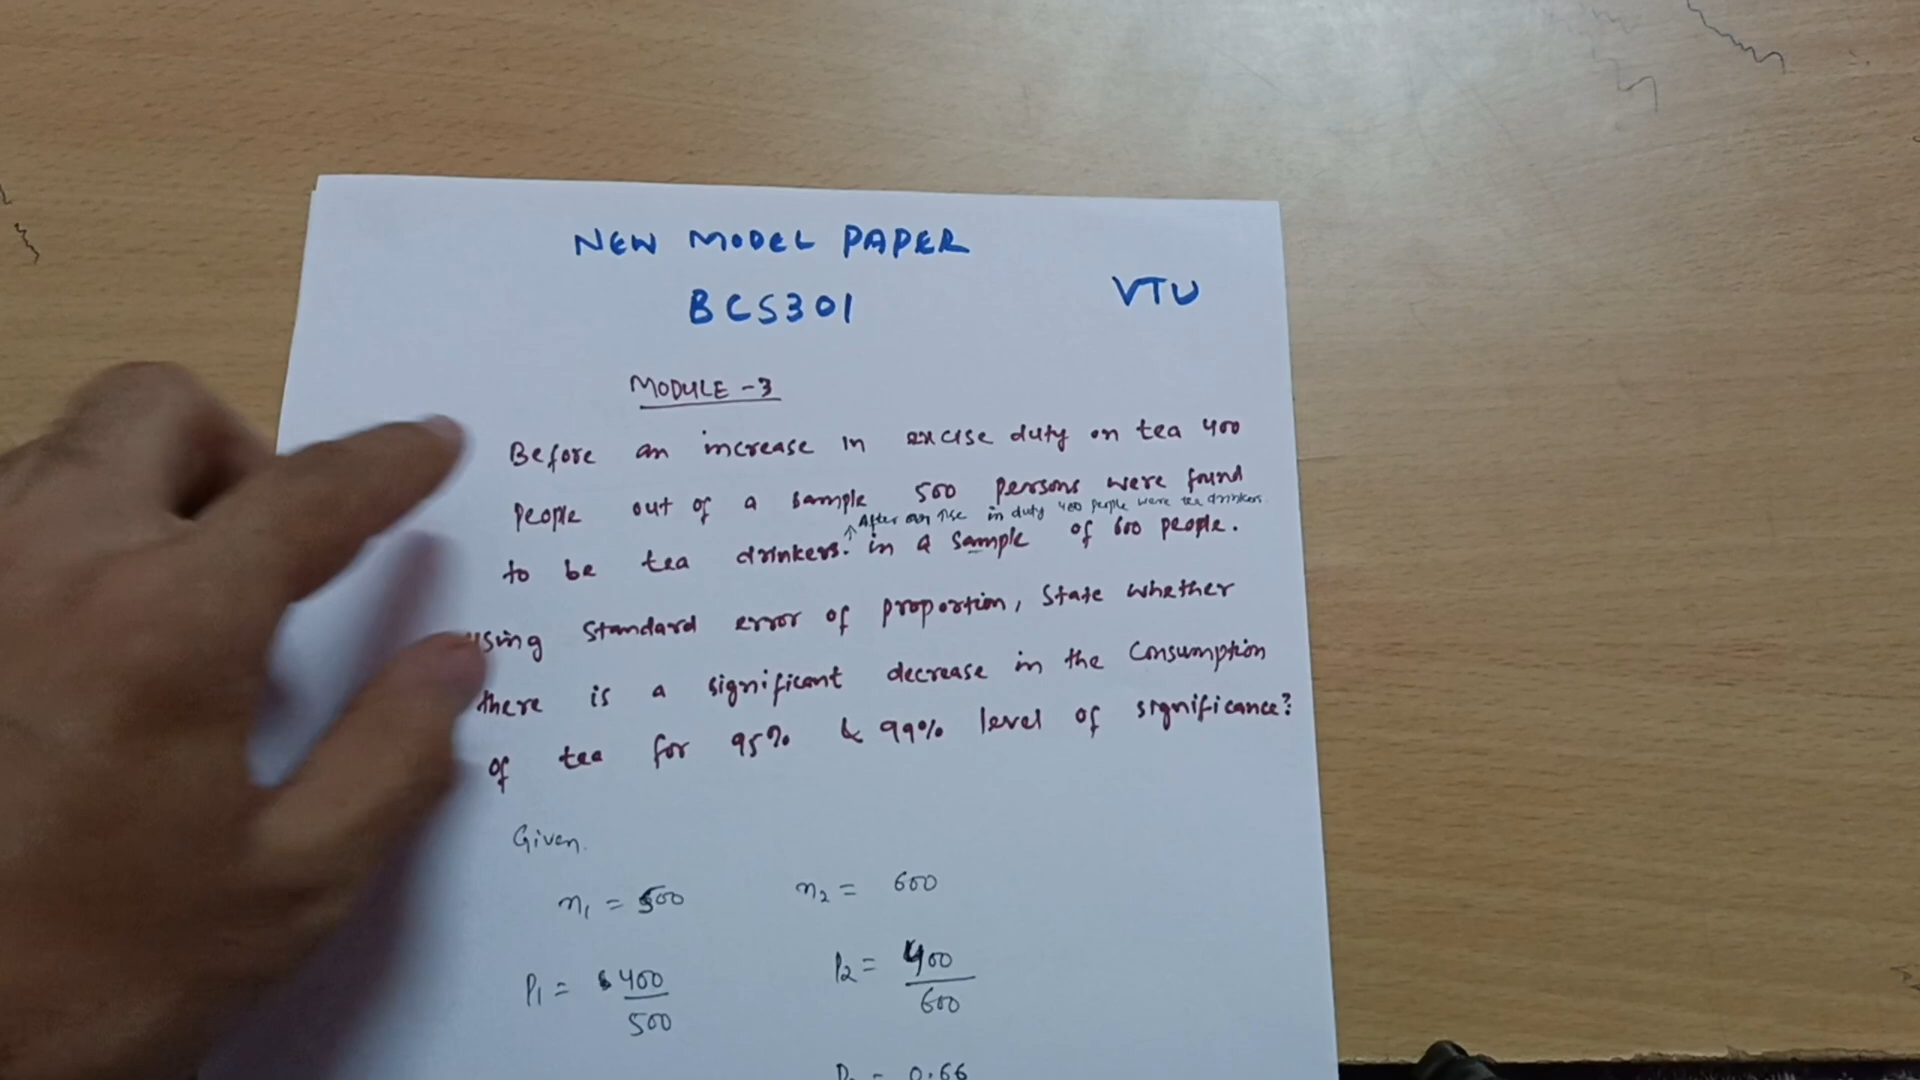 NEW MODEL PAPER
BCS301
VTU
MODULE -3
Before an increase in excise duty on tea 400
people out of a sample 500 persons were found
After an rise in duty 400 people were tea drinkers
to be tea drinkers. in a sample of 600 people.
using standard error of proportion, State whether
there is a significant decrease in the Consumption
of tea for 95% & 99% level of significance?
Given.
n₁ = 500 n₂ = 600
P₁ = 400/500 P₂ = 400/600
0.66